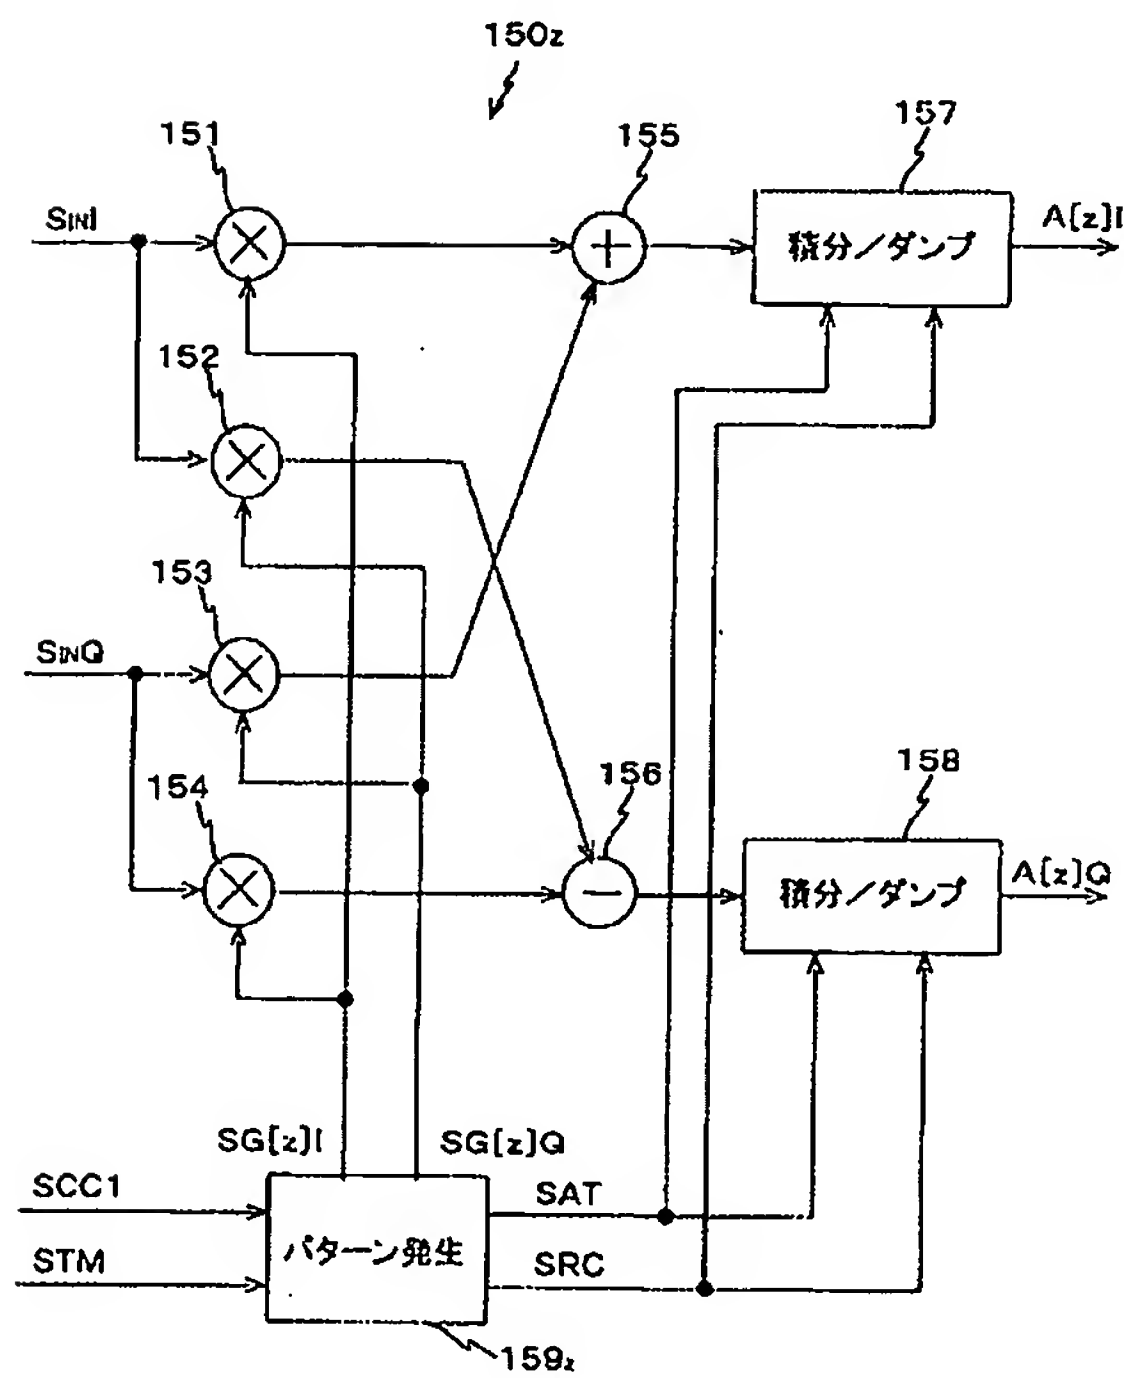 150z
151
155
157
SINI
積分/ダンプ
A[z]I
152
153
SINQ
154
156
158
積分/ダンプ
A[z]Q
SG[z]I
SG[z]Q
SCC1
SAT
STM
パターン発生
SRC
159z